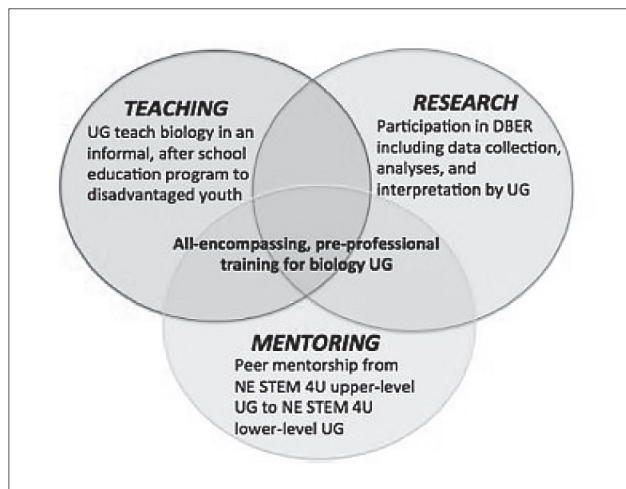 TEACHING
UG teach biology in an
informal, after school
education program to
disadvantaged youth
RESEARCH
Participation in DBER
including data collection,
analyses, and
interpretation by UG
All-encompassing, pre-professional
training for biology UG
MENTORING
Peer mentorship from
NE STEM 4U upper-level
UG to NE STEM 4U
lower-level UG